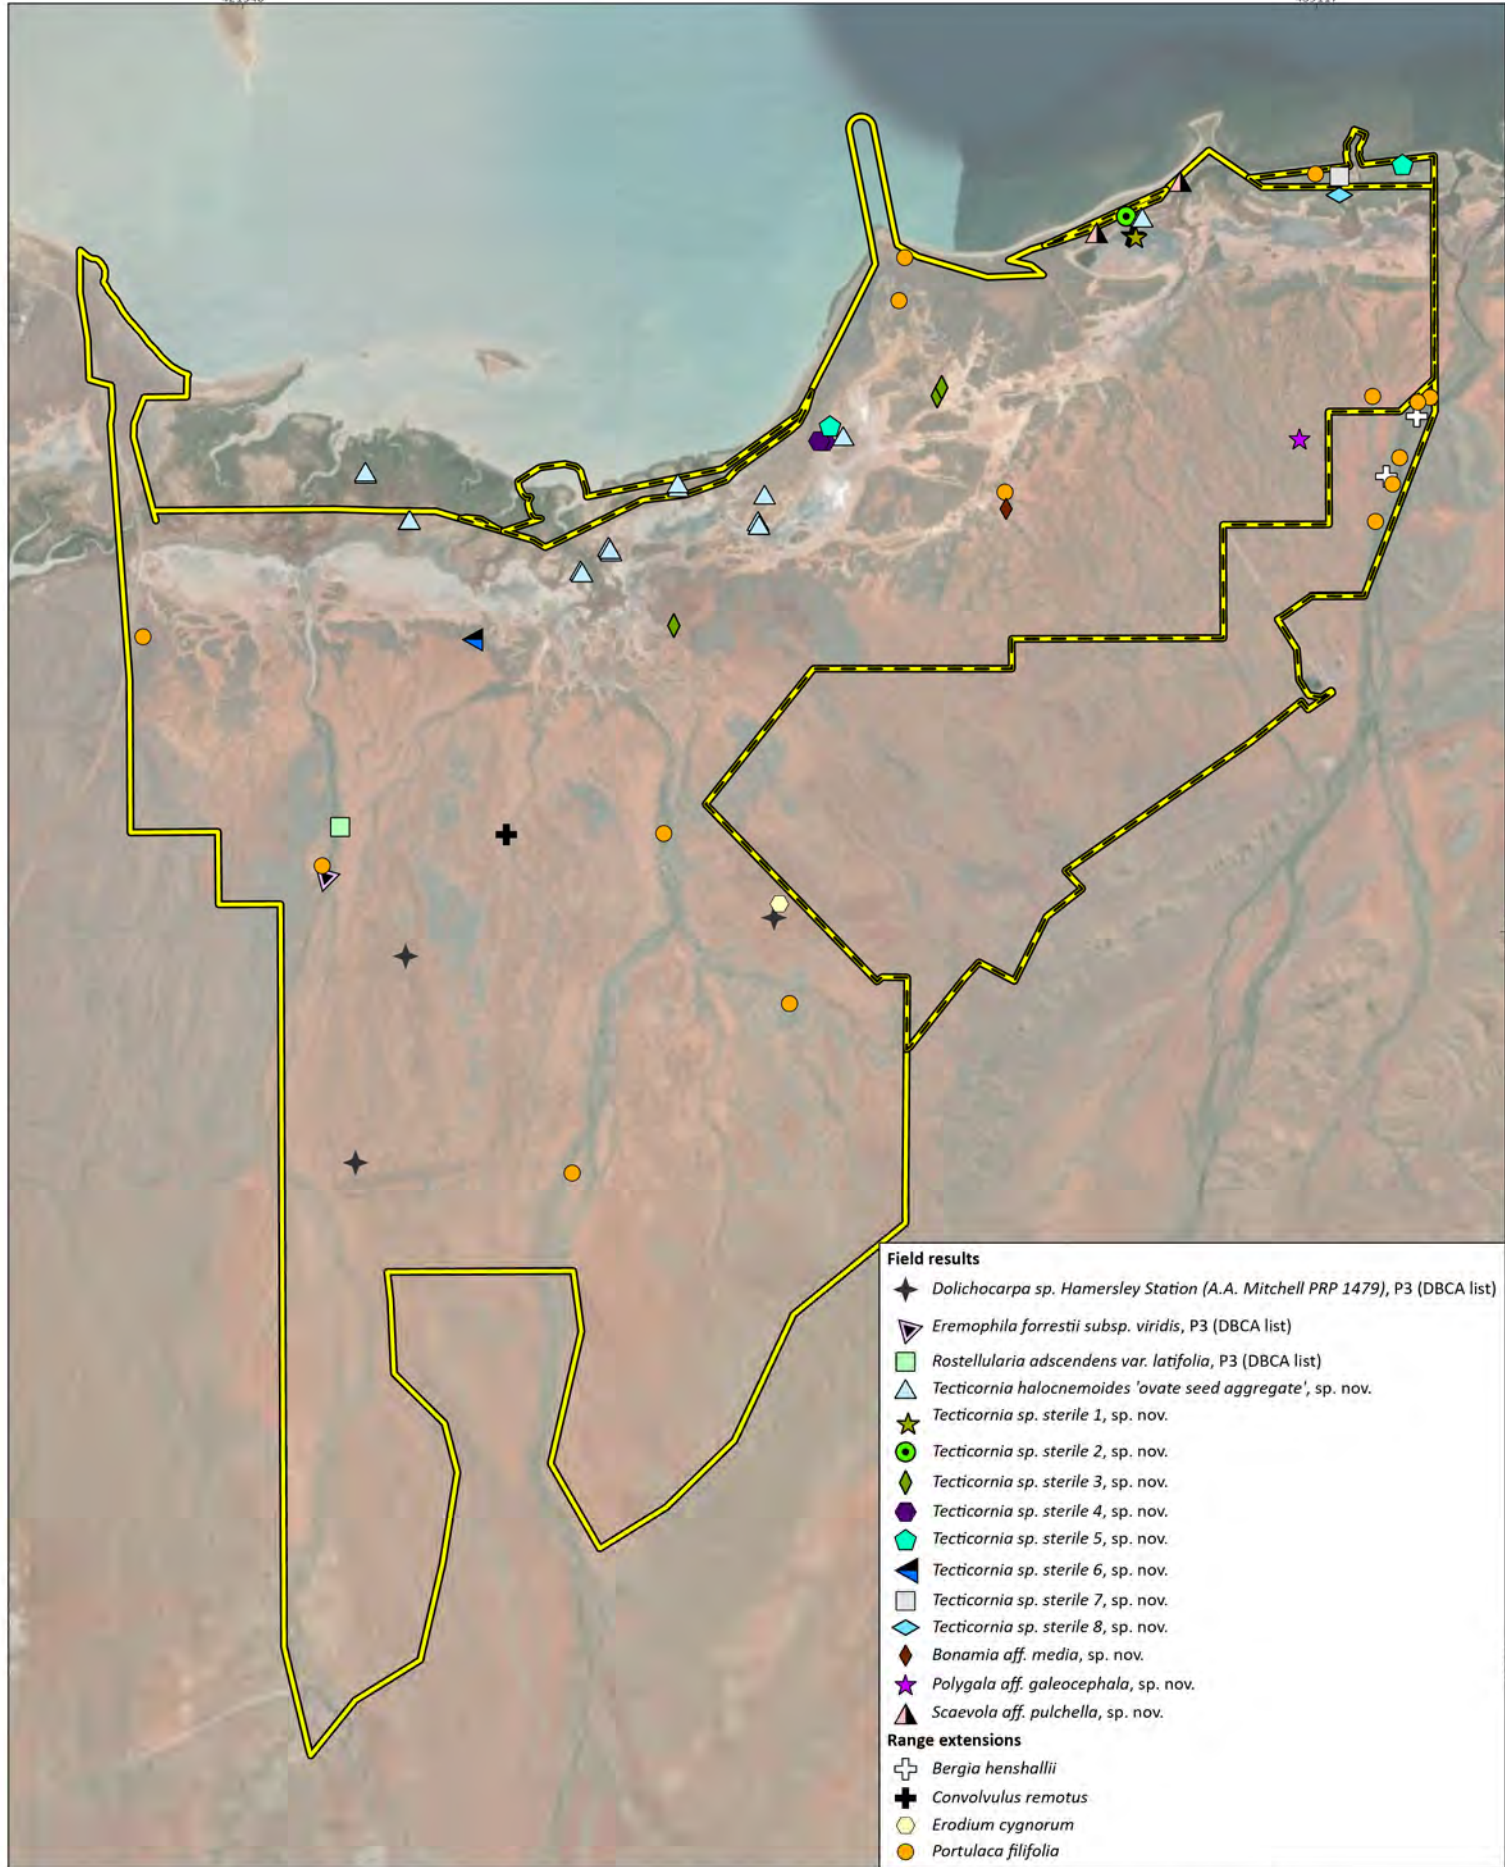 Field results
Dolichocarpa sp. Hamersley Station (A.A. Mitchell PRP 1479), P3 (DBCA list)
Eremophila forrestii subsp. viridis, P3 (DBCA list)
Rostellularia adscendens var. latifolia, P3 (DBCA list)
Tecticornia halocnemoides 'ovate seed aggregate', sp. nov.
Tecticornia sp. sterile 1, sp. nov.
Tecticornia sp. sterile 2, sp. nov.
Tecticornia sp. sterile 3, sp. nov.
Tecticornia sp. sterile 4, sp. nov.
Tecticornia sp. sterile 5, sp. nov.
Tecticornia sp. sterile 6, sp. nov.
Tecticornia sp. sterile 7, sp. nov.
Tecticornia sp. sterile 8, sp. nov.
Bonamia aff. media, sp. nov.
Polygala aff. galeocephala, sp. nov.
Scaevola aff. pulchella, sp. nov.
Range extensions
Bergia henshallii
Convolvulus remotus
Erodium cygnorum
Portulaca filifolia